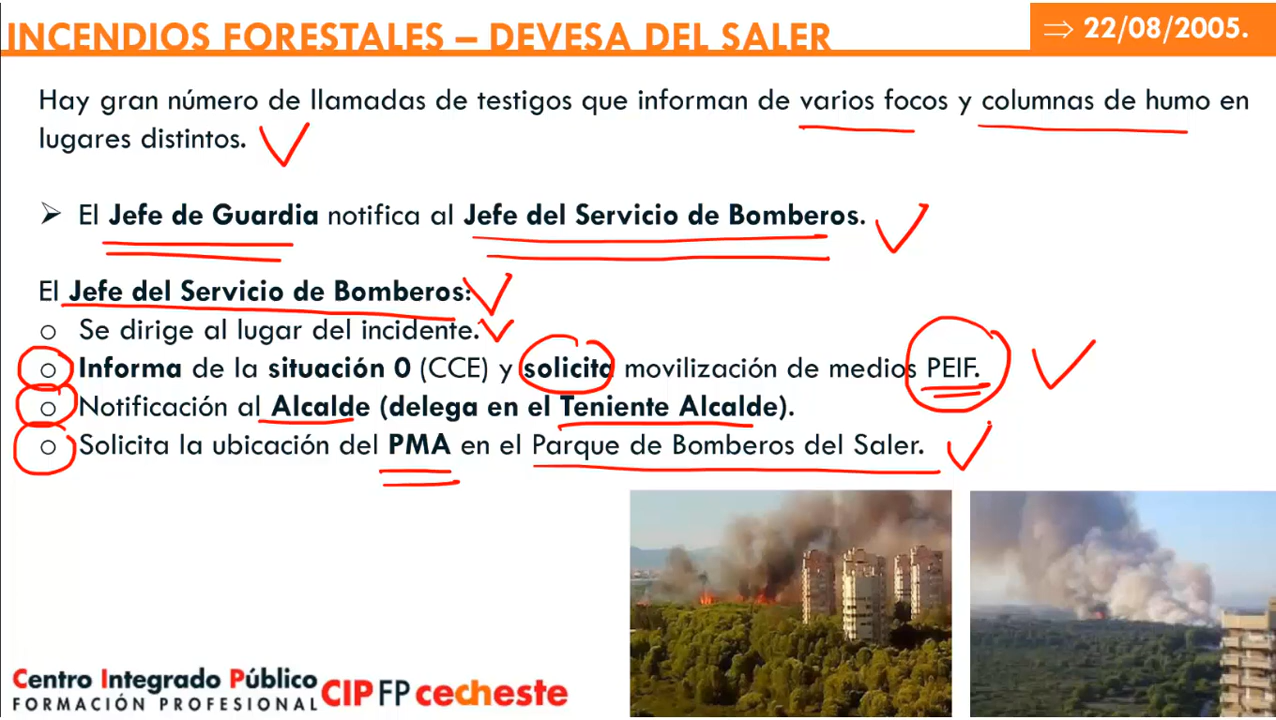 INCENDIOS FORESTALES – DEVESA DEL SALER
⇒ 22/08/2005.
Hay gran número de llamadas de testigos que informan de varios focos y columnas de humo en
lugares distintos.
➢ El Jefe de Guardia notifica al Jefe del Servicio de Bomberos.
El Jefe del Servicio de Bomberos:
o Se dirige al lugar del incidente.
o Informa de la situación 0 (CCE) y solicita movilización de medios PEIF.
o Notificación al Alcalde (delega en el Teniente Alcalde).
o Solicita la ubicación del PMA en el Parque de Bomberos del Saler.
Centro Integrado Público
FORMACIÓN PROFESIONAL
CIPFP cecheste